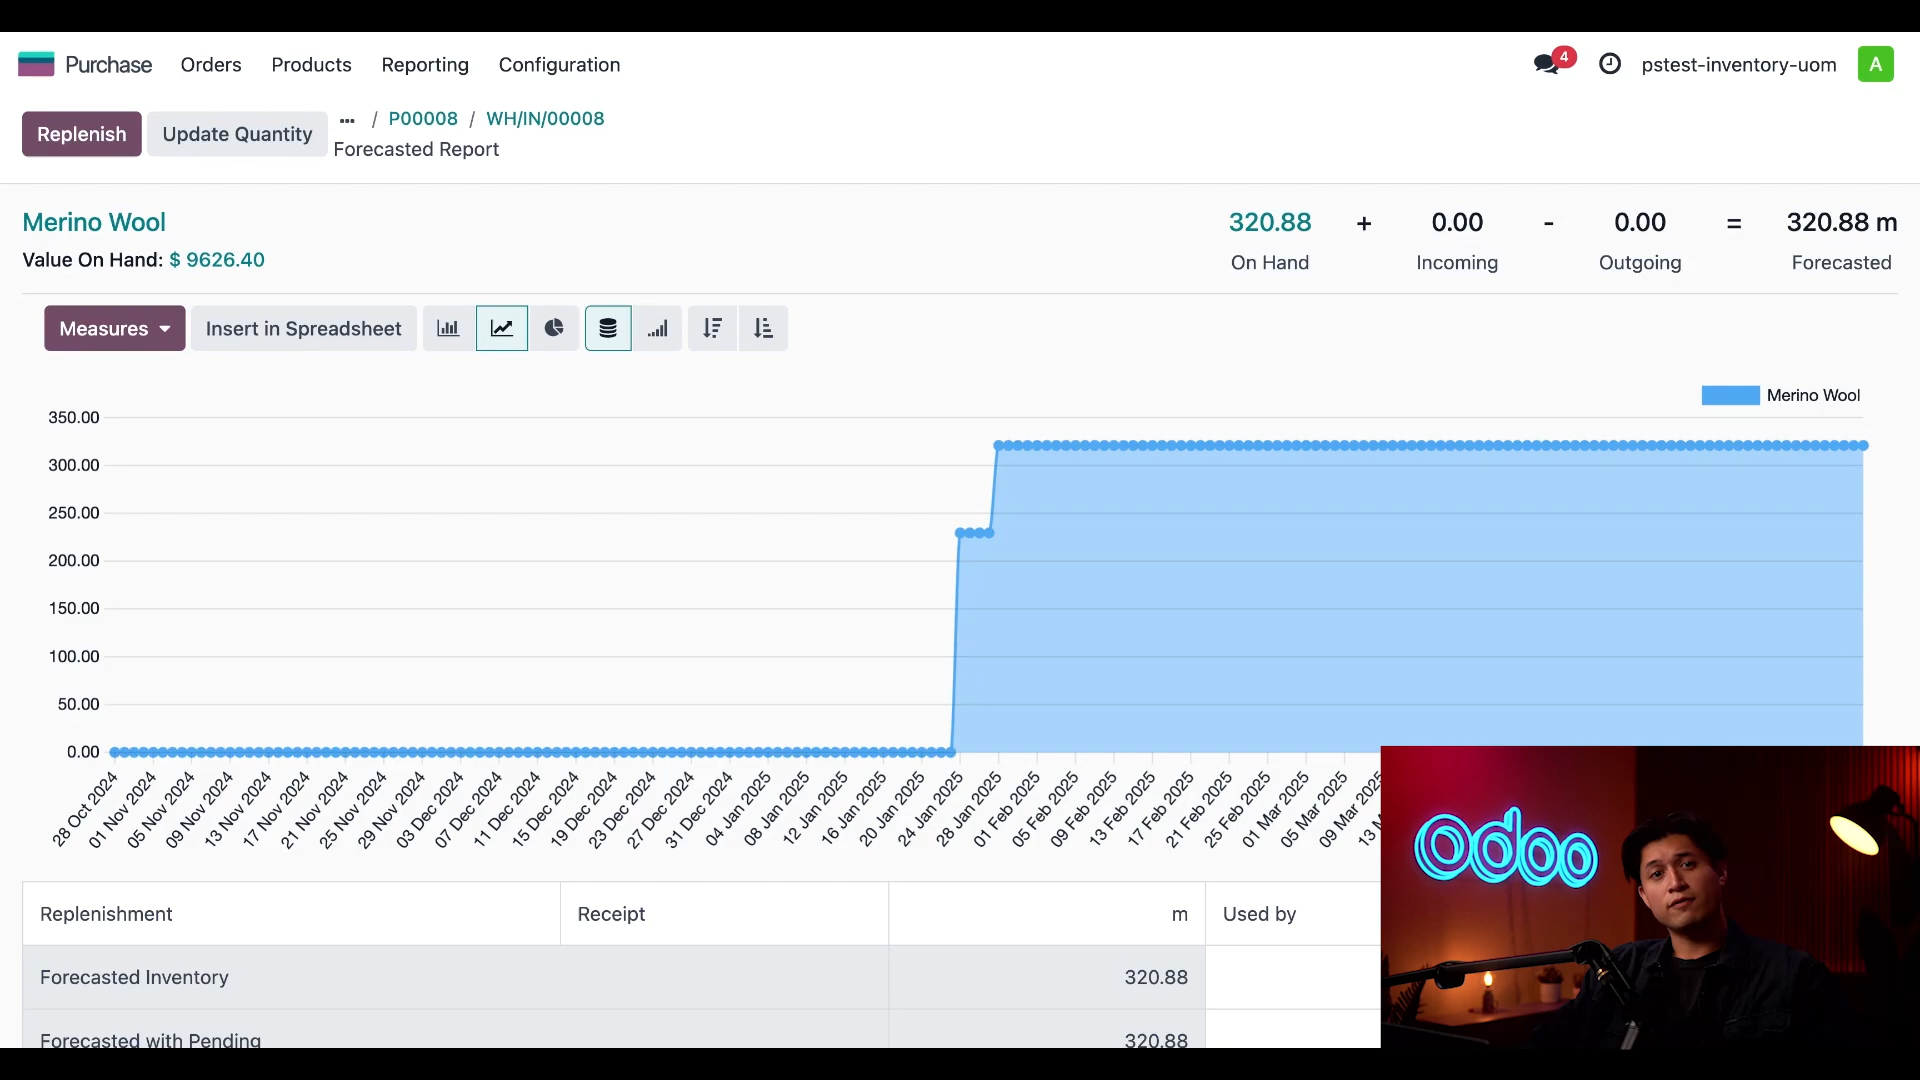 Purchase Orders Products Reporting Configuration
4
pstest-inventory-uom
A
Replenish
Update Quantity
... / P00008 / WH/IN/00008
Forecasted Report
Merino Wool
Value On Hand: $ 9626.40
320.88 + 0.00 - 0.00 = 320.88 m
On Hand Incoming Outgoing Forecasted
Measures
Insert in Spreadsheet
Merino Wool
350.00
300.00
250.00
200.00
150.00
100.00
50.00
0.00
28 Oct 2024
01 Nov 2024
05 Nov 2024
09 Nov 2024
13 Nov 2024
17 Nov 2024
21 Nov 2024
25 Nov 2024
29 Nov 2024
03 Dec 2024
07 Dec 2024
11 Dec 2024
15 Dec 2024
19 Dec 2024
23 Dec 2024
27 Dec 2024
31 Dec 2024
04 Jan 2025
08 Jan 2025
12 Jan 2025
16 Jan 2025
20 Jan 2025
24 Jan 2025
28 Jan 2025
01 Feb 2025
05 Feb 2025
09 Feb 2025
13 Feb 2025
17 Feb 2025
21 Feb 2025
25 Feb 2025
01 Mar 2025
05 Mar 2025
09 Mar 2025
13 M
odoo
Replenishment Receipt m Used by
Forecasted Inventory 320.88
Forecasted with Pending 320.88